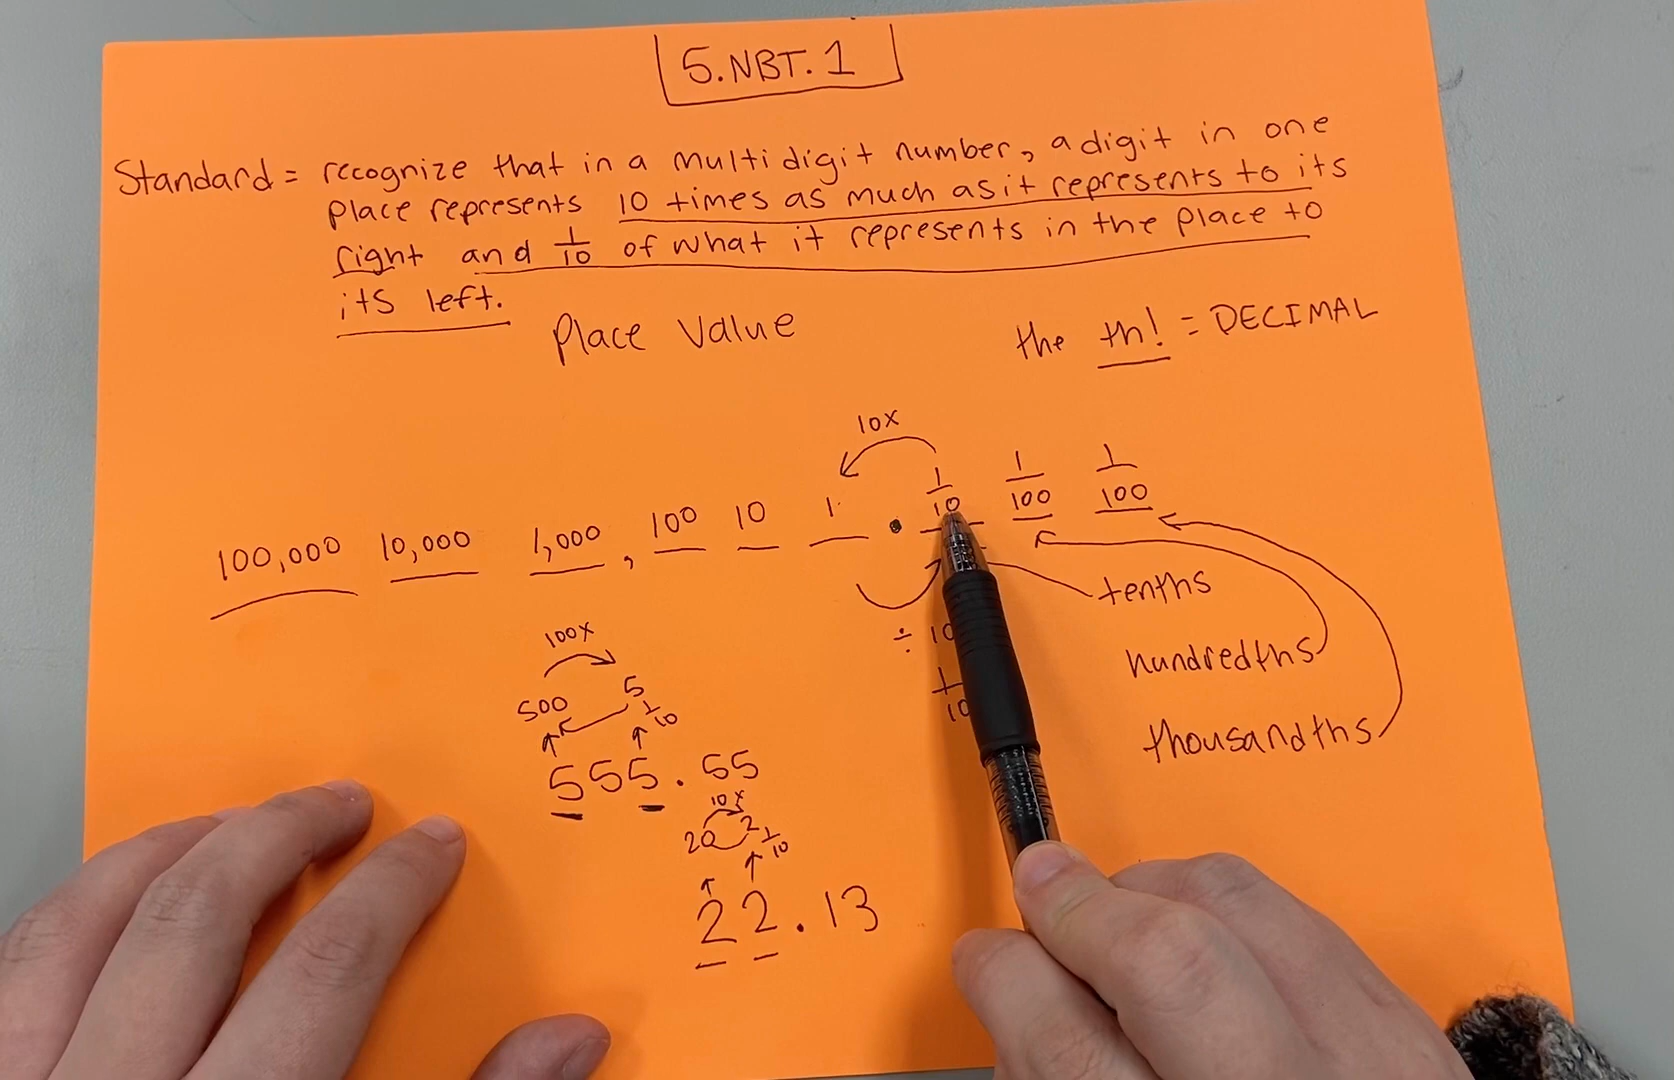 5.NBT.1
Standard = recognize that in a multi digit number, a digit in one
place represents 10 times as much as it represents to its
right and 1/10 of what it represents in the place to
its left.
Place Value
the th! = DECIMAL
10x
100,000 10,000 1,000 , 100 10 1 . 1/10 1/100 1/100
tenths
÷ 10
hundredths
1/10
thousandths
100x
500 5 1/10
555.55
10x
20 2 1/10
22.13